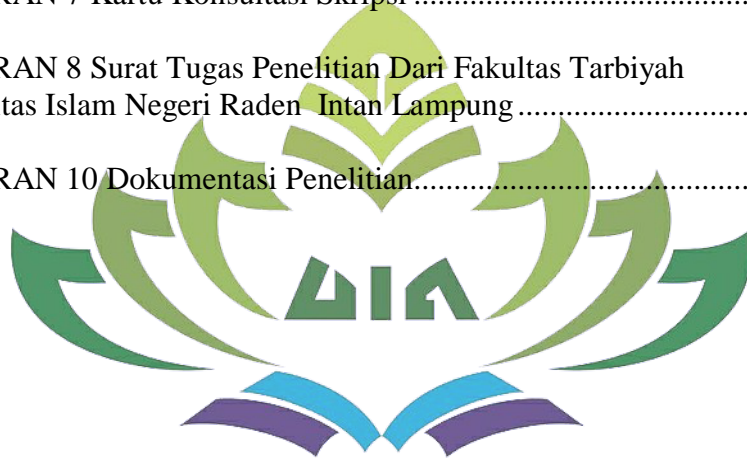 RAN 7 Kartu Konsultasi Skripsi ........................................
RAN 8 Surat Tugas Penelitian Dari Fakultas Tarbiyah
tas Islam Negeri Raden  Intan Lampung .............................
RAN 10 Dokumentasi Penelitian..........................................
UIN